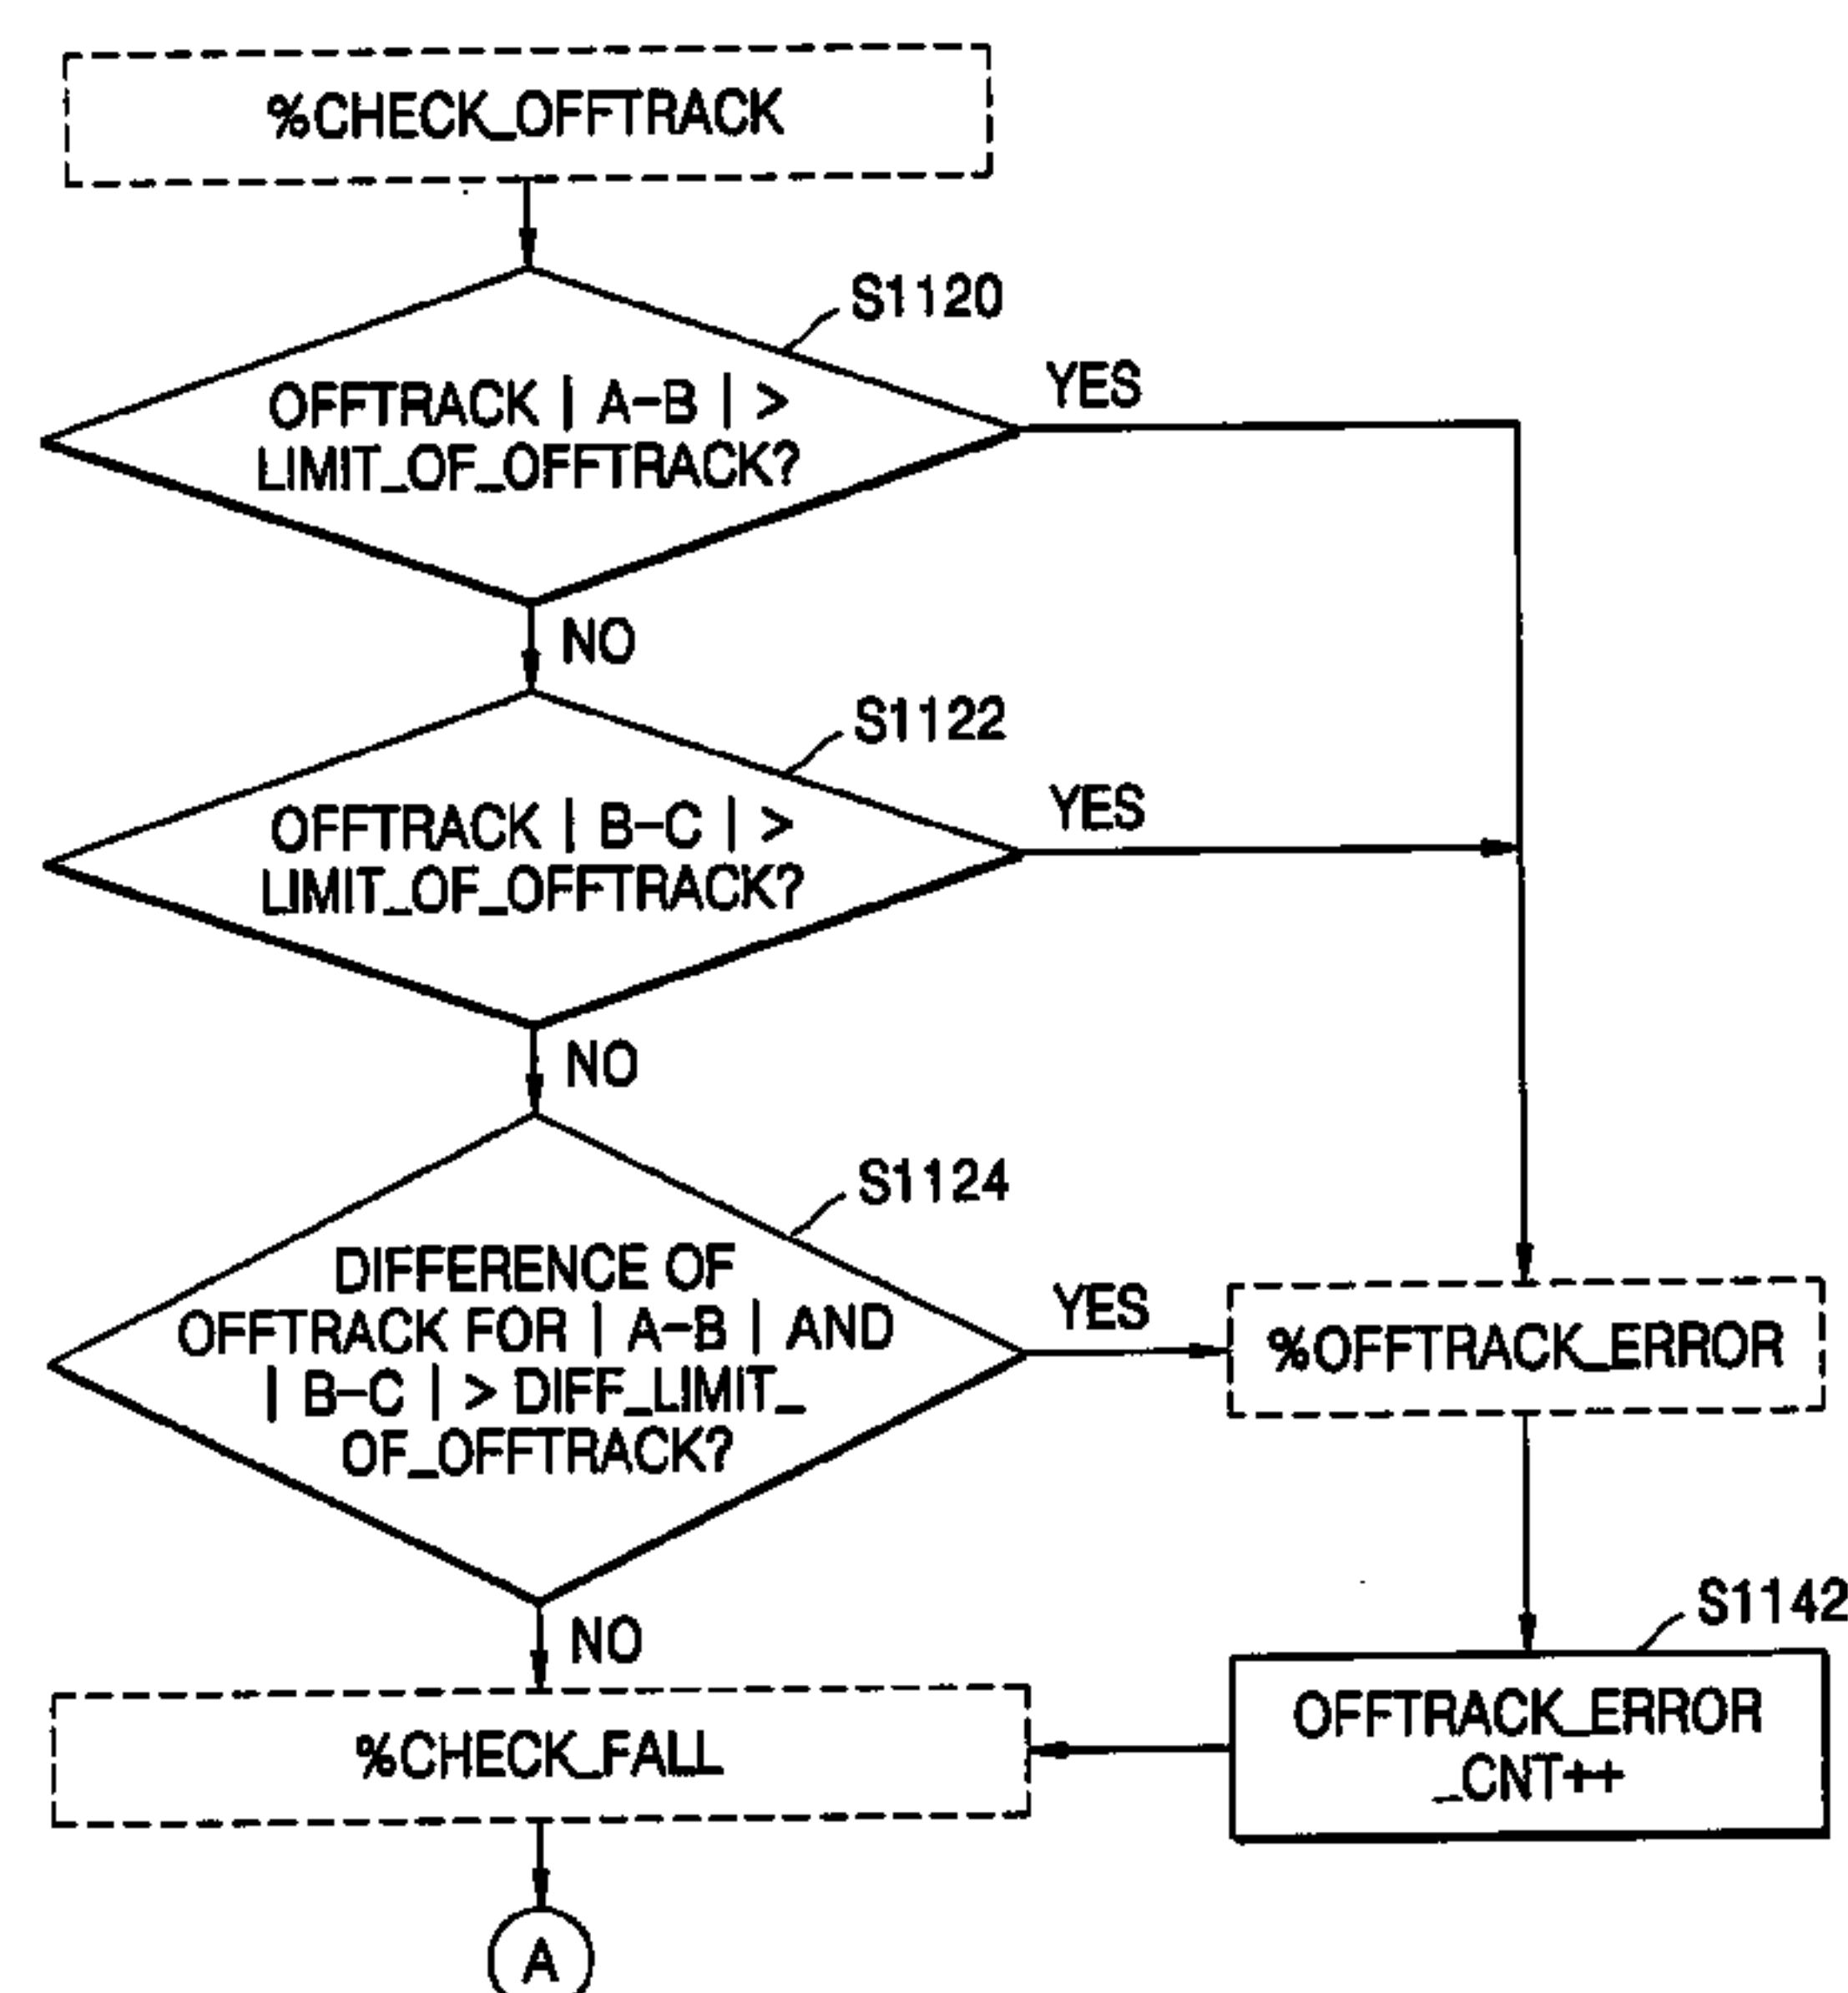 %CHECK_OFFTRACK
S1120
OFFTRACK | A-B | >
LIMIT_OF_OFFTRACK?
YES
NO
S1122
OFFTRACK | B-C | >
LIMIT_OF_OFFTRACK?
YES
NO
S1124
DIFFERENCE OF
OFFTRACK FOR | A-B | AND
| B-C | > DIFF_LIMIT_
OF_OFFTRACK?
YES
%OFFTRACK_ERROR
NO
S1142
OFFTRACK_ERROR
_CNT++
%CHECK_FALL
A